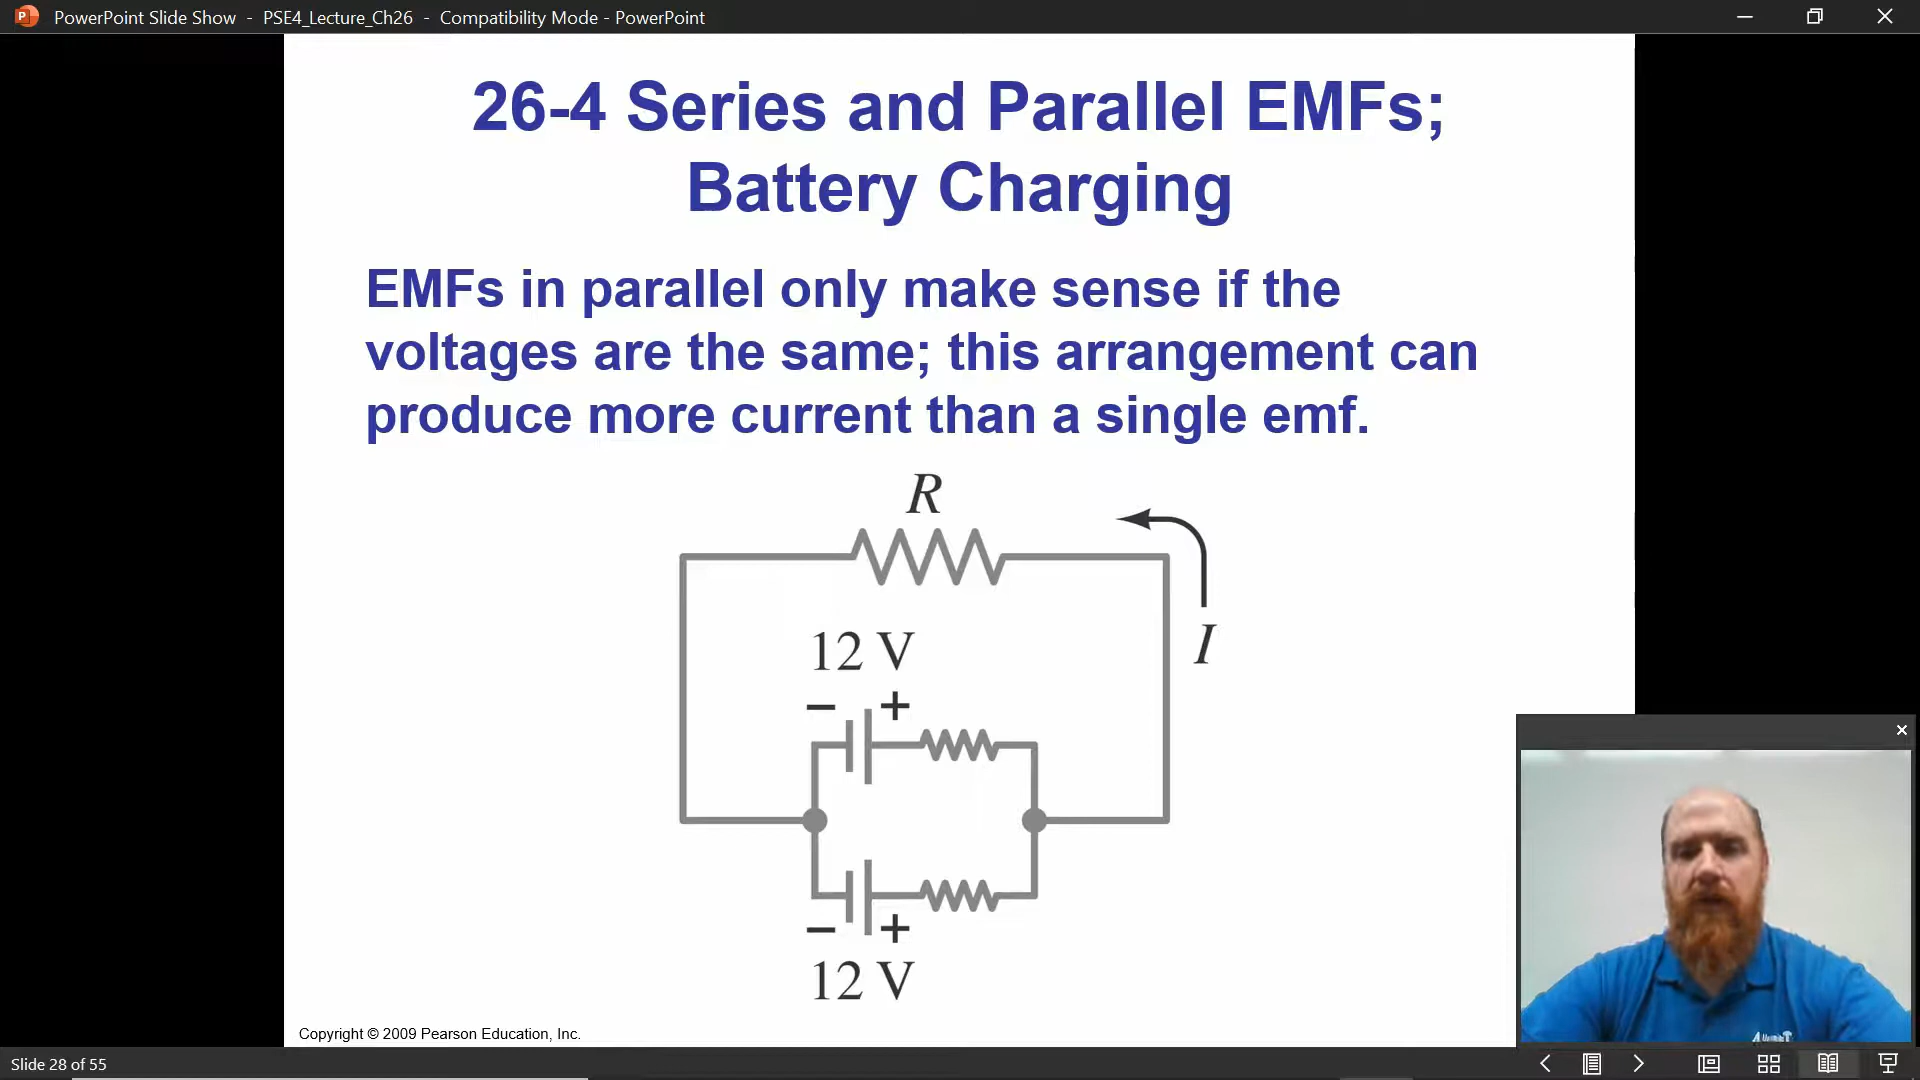 PowerPoint Slide Show - PSE4_Lecture_Ch26 - Compatibility Mode - PowerPoint
26-4 Series and Parallel EMFs;
Battery Charging
EMFs in parallel only make sense if the
voltages are the same; this arrangement can
produce more current than a single emf.
R
I
12 V
− +
− +
12 V
Copyright © 2009 Pearson Education, Inc.
Slide 28 of 55